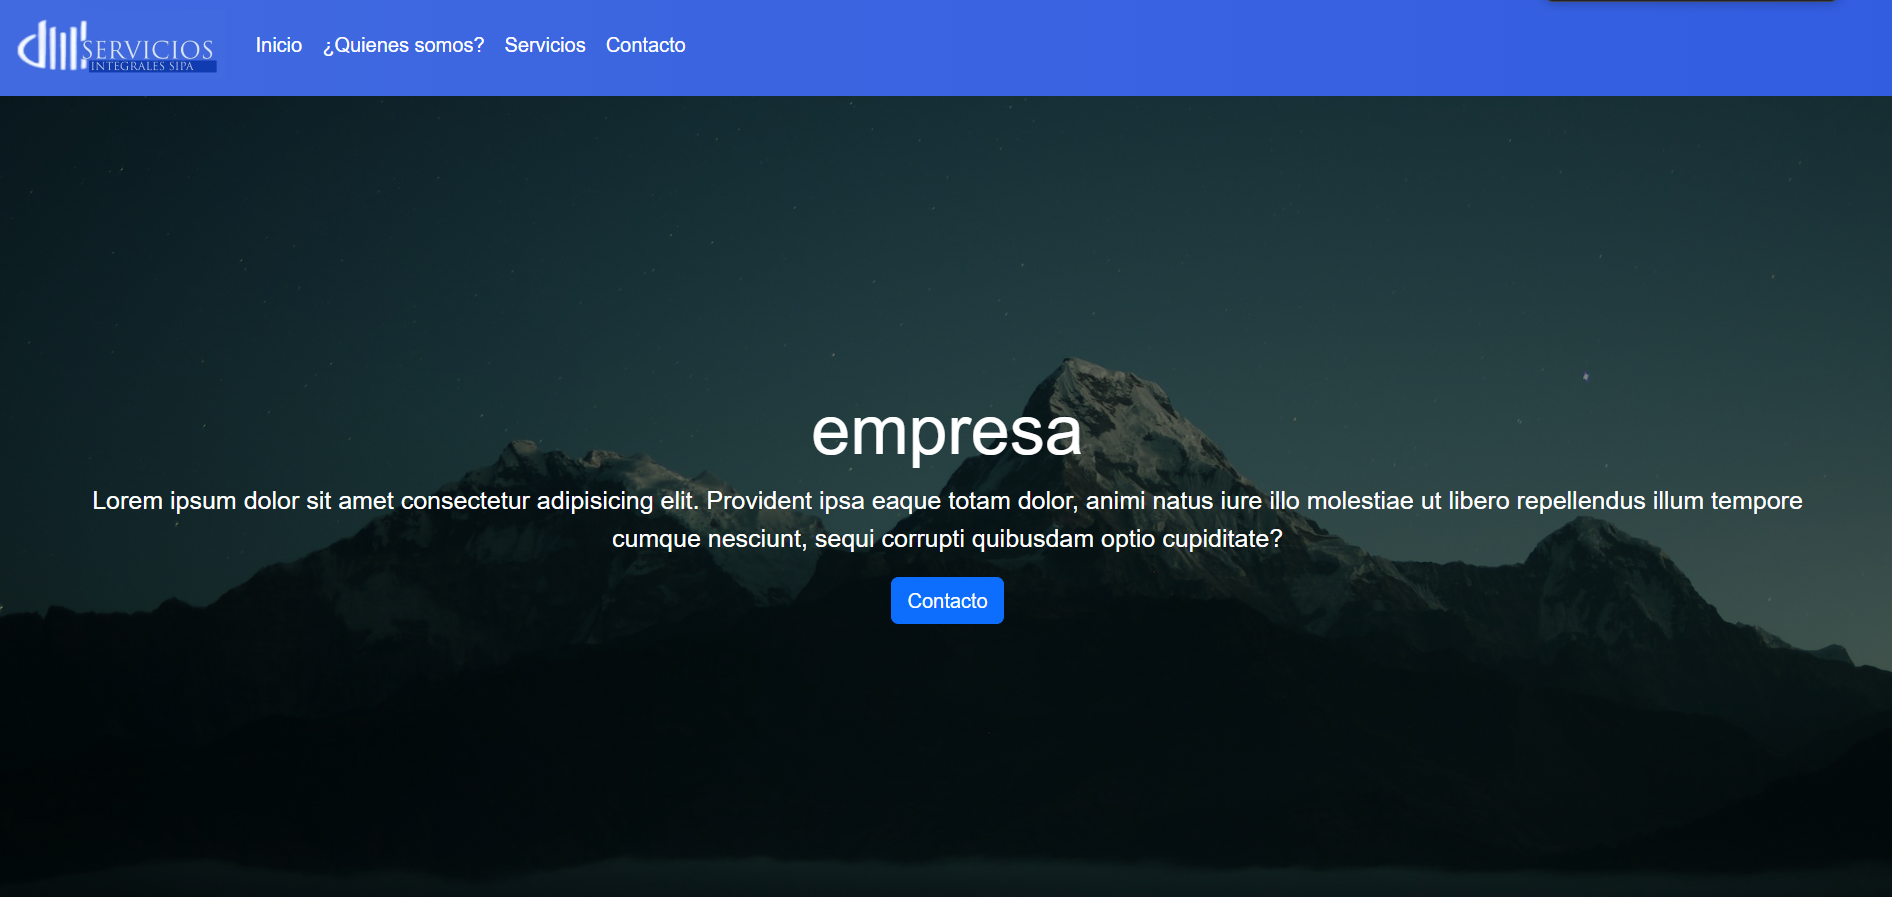 SERVICIOS
INTEGRALES SIPA
Inicio ¿Quienes somos? Servicios Contacto
empresa
Lorem ipsum dolor sit amet consectetur adipisicing elit. Provident ipsa eaque totam dolor, animi natus iure illo molestiae ut libero repellendus illum tempore
cumque nesciunt, sequi corrupti quibusdam optio cupiditate?
Contacto